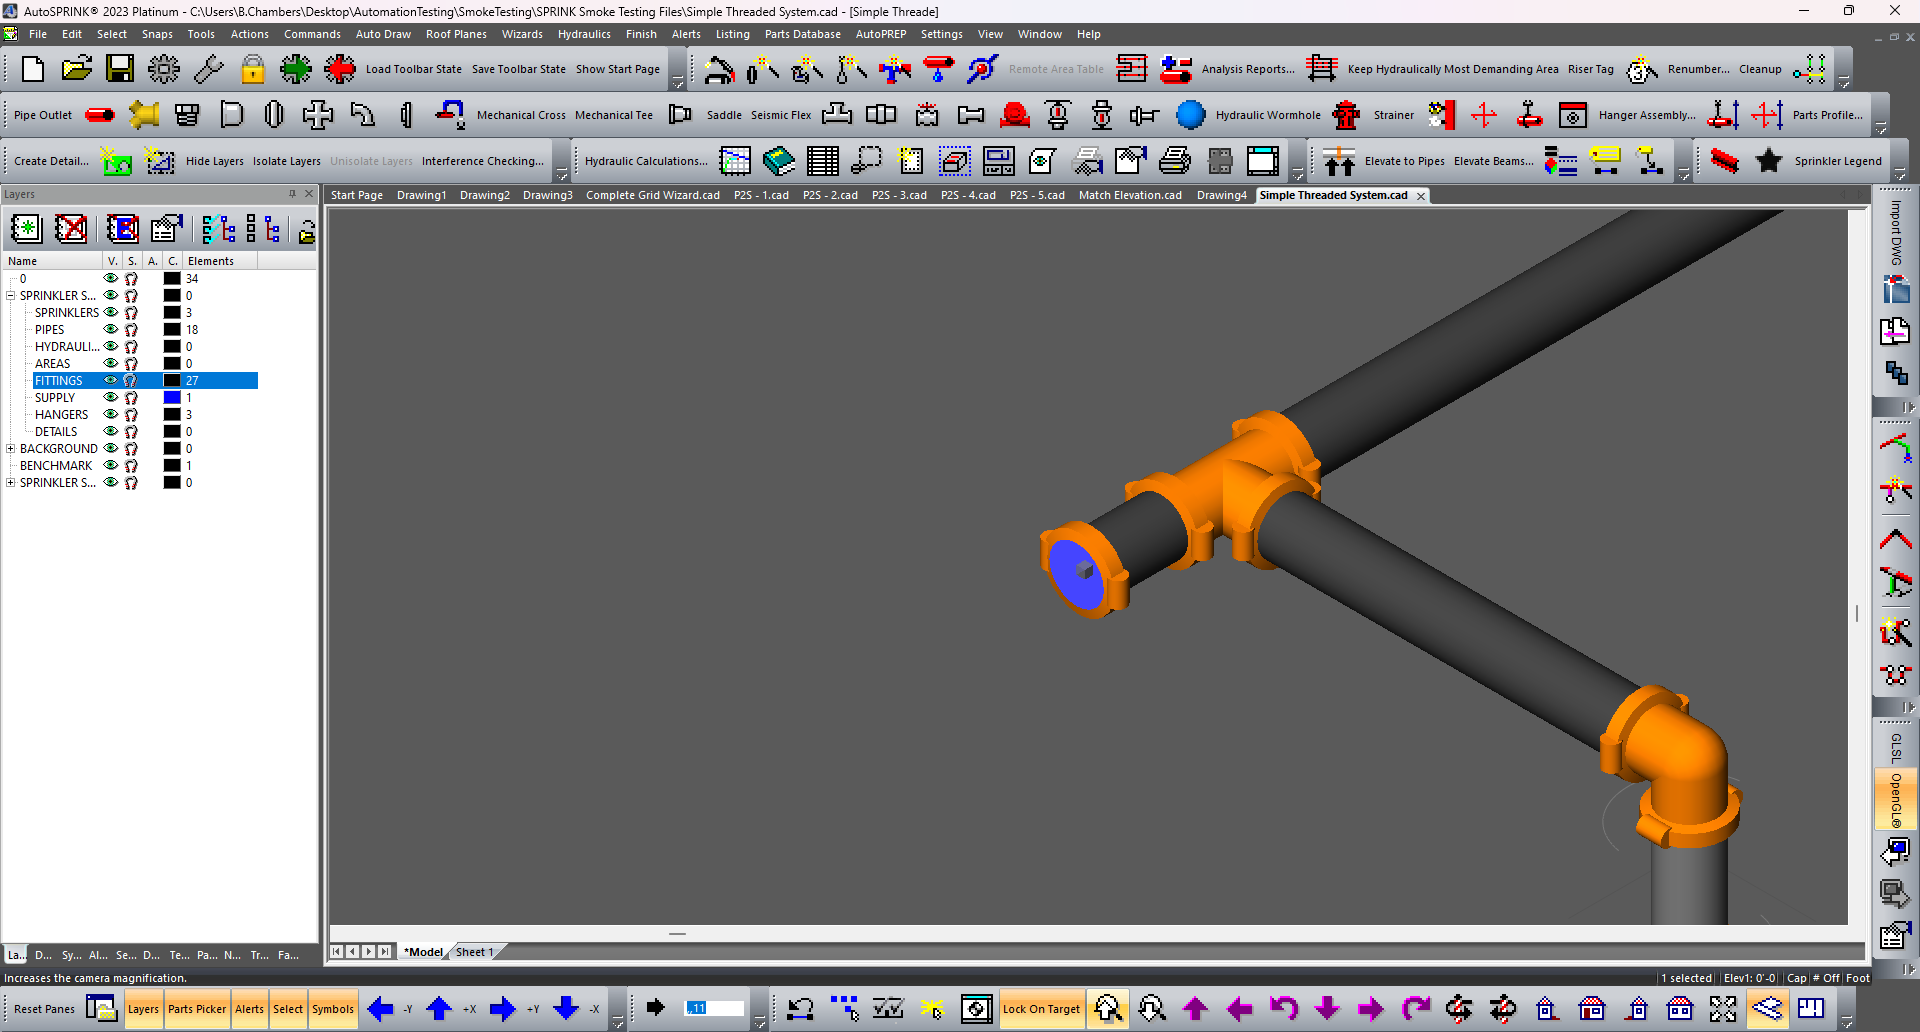 AutoSPRINK® 2023 Platinum - C:\Users\B.Chambers\Desktop\AutomationTesting\SmokeTesting\SPRINK Smoke Testing Files\Simple Threaded System.cad - [Simple Threade]
File Edit Select Snaps Tools Actions Commands Auto Draw Roof Planes Wizards Hydraulics Finish Alerts Listing Parts Database AutoPREP Settings View Window Help
Load Toolbar State Save Toolbar State Show Start Page Remote Area Table Analysis Reports... Keep Hydraulically Most Demanding Area Riser Tag Renumber... Cleanup
Pipe Outlet Mechanical Cross Mechanical Tee Saddle Seismic Flex Hydraulic Wormhole Strainer Hanger Assembly... Parts Profile...
Create Detail... Hide Layers Isolate Layers Unisolate Layers Interference Checking... Hydraulic Calculations... Elevate to Pipes Elevate Beams... Sprinkler Legend
Layers
Start Page Drawing1 Drawing2 Drawing3 Complete Grid Wizard.cad P2S - 1.cad P2S - 2.cad P2S - 3.cad P2S - 4.cad P2S - 5.cad Match Elevation.cad Drawing4 Simple Threaded System.cad
Import DWG
Name V. S. A. C. Elements
0 34
SPRINKLER S... 0
SPRINKLERS 3
PIPES 18
HYDRAULI... 0
AREAS 0
FITTINGS 27
SUPPLY 1
HANGERS 3
DETAILS 0
BACKGROUND 0
BENCHMARK 1
SPRINKLER S... 0
GLSL
OpenGL®
*Model Sheet 1
La... D... Sy... Al... Se... D... Te... Pa... N... Tr... Fa...
Increases the camera magnification.
1 selected Elev1: 0'-0 Cap # Off Foot
Reset Panes Layers Parts Picker Alerts Select Symbols -Y +X +Y -X ,,11 Lock On Target